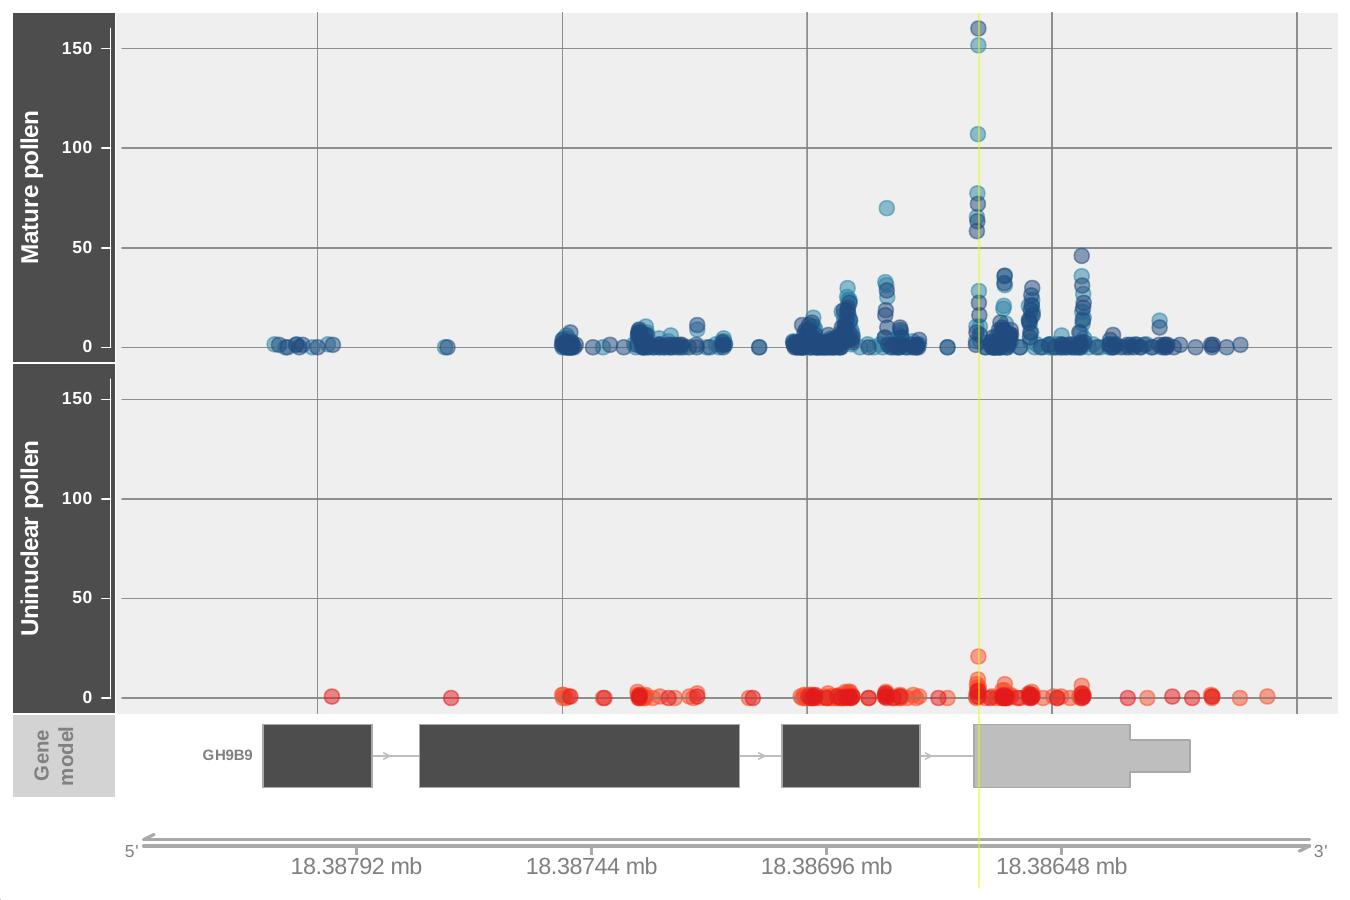 Mature pollen
150
100
50
0
Uninuclear pollen
150
100
50
0
Gene
model
GH9B9
5'
3'
18.38792 mb
18.38744 mb
18.38696 mb
18.38648 mb